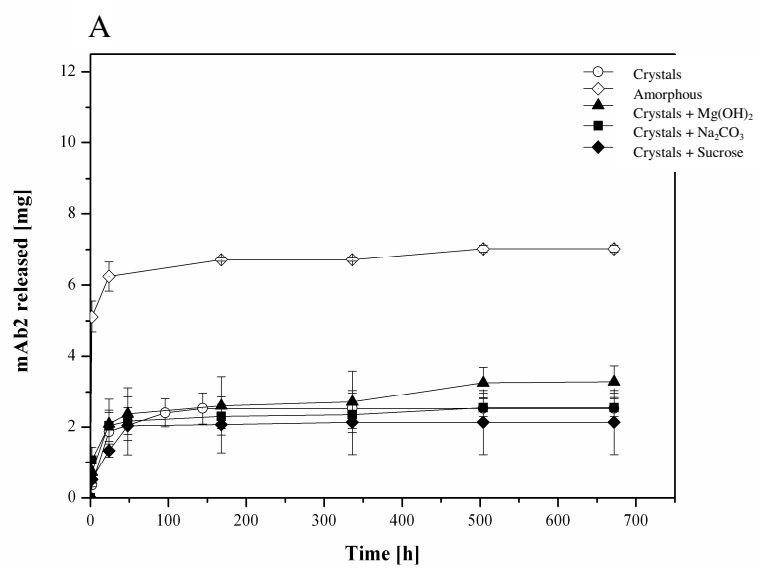 A
12
10
8
6
4
2
0
mAb2 released [mg]
Crystals
Amorphous
Crystals + Mg(OH)₂
Crystals + Na₂CO₃
Crystals + Sucrose
0 100 200 300 400 500 600 700
Time [h]